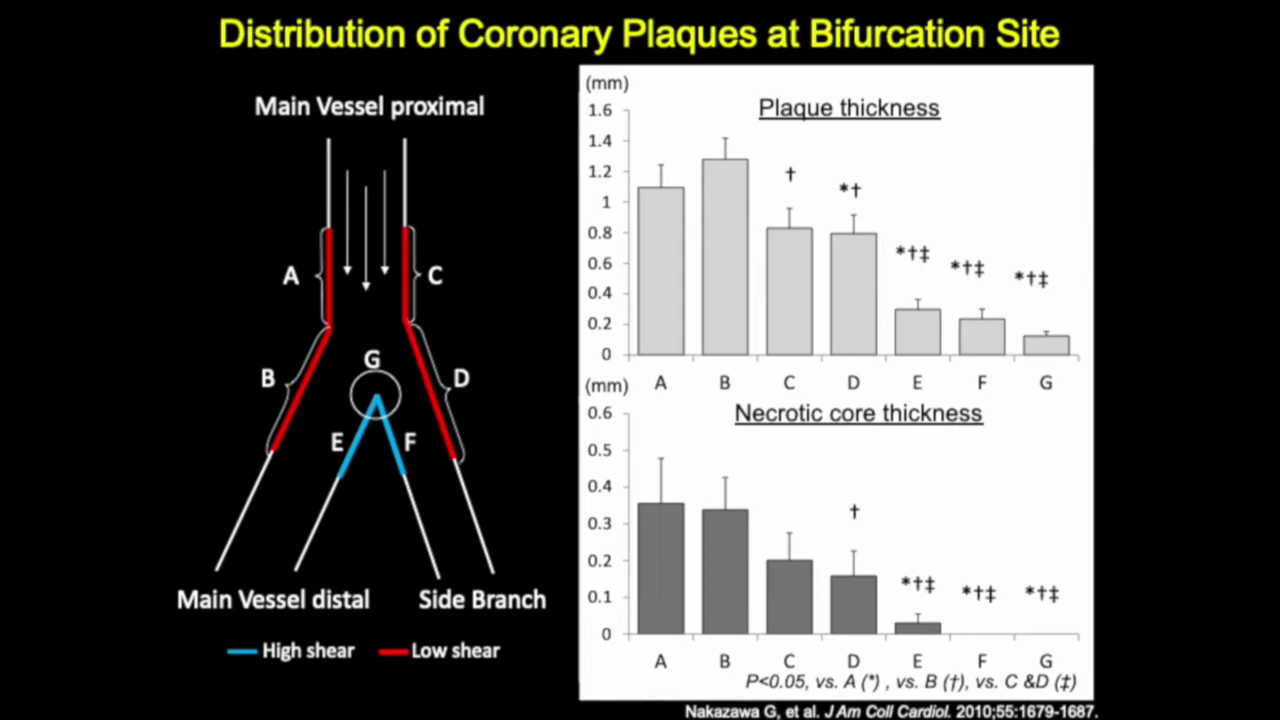 Distribution of Coronary Plaques at Bifurcation Site
Main Vessel proximal
A
C
B
G
D
E
F
Main Vessel distal
Side Branch
High shear
Low shear
(mm)
Plaque thickness
1.6
1.4
1.2
1
0.8
0.6
0.4
0.2
0
†
*†
*†‡
*†‡
*†‡
A B C D E F G
(mm)
Necrotic core thickness
0.6
0.5
0.4
0.3
0.2
0.1
0
†
*†‡
*†‡
*†‡
A B C D E F G
P<0.05, vs. A (*) , vs. B (†), vs. C &D (‡)
Nakazawa G, et al. J Am Coll Cardiol. 2010;55:1679-1687.